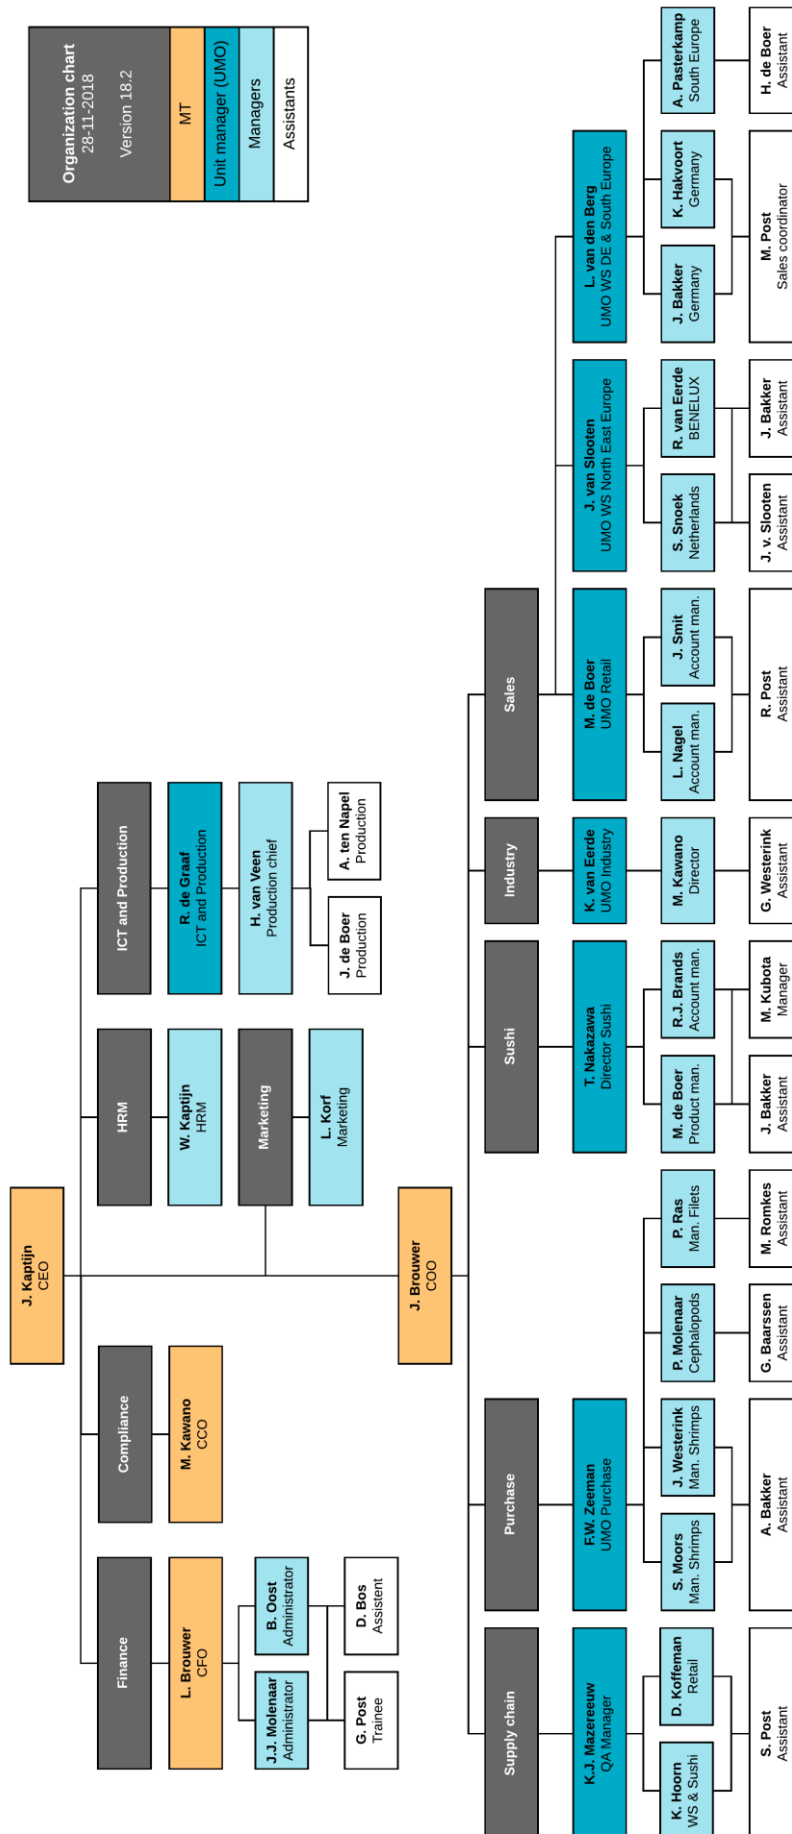 Organization chart
28-11-2018
Version 18.2
MT
Unit manager (UMO)
Managers
Assistants
J. Kaptijn
CEO
Finance
L. Brouwer
CFO
J.J. Molenaar
Administrator
B. Oost
Administrator
G. Post
Trainee
D. Bos
Assistent
Compliance
M. Kawano
CCO
HRM
W. Kaptijn
HRM
Marketing
L. Korf
Marketing
ICT and Production
R. de Graaf
ICT and Production
H. van Veen
Production chief
J. de Boer
Production
A. ten Napel
Production
J. Brouwer
COO
Supply chain
K.J. Mazereeuw
QA Manager
K. Hoorn
WS & Sushi
D. Koffeman
Retail
S. Post
Assistant
Purchase
F.W. Zeeman
UMO Purchase
S. Moors
Man. Shrimps
J. Westerink
Man. Shrimps
P. Molenaar
Cephalopods
P. Ras
Man. Filets
A. Bakker
Assistant
G. Baarssen
Assistant
M. Romkes
Assistant
Sushi
T. Nakazawa
Director Sushi
M. de Boer
Product man.
R.J. Brands
Account man.
J. Bakker
Assistant
M. Kubota
Manager
Industry
K. van Eerde
UMO Industry
M. Kawano
Director
G. Westerink
Assistant
Sales
M. de Boer
UMO Retail
L. Nagel
Account man.
J. Smit
Account man.
R. Post
Assistant
J. van Slooten
UMO WS North East Europe
S. Snoek
Netherlands
R. van Eerde
BENELUX
J. v. Slooten
Assistant
J. Bakker
Assistant
L. van den Berg
UMO WS DE & South Europe
J. Bakker
Germany
K. Hakvoort
Germany
A. Pasterkamp
South Europe
M. Post
Sales coordinator
H. de Boer
Assistant